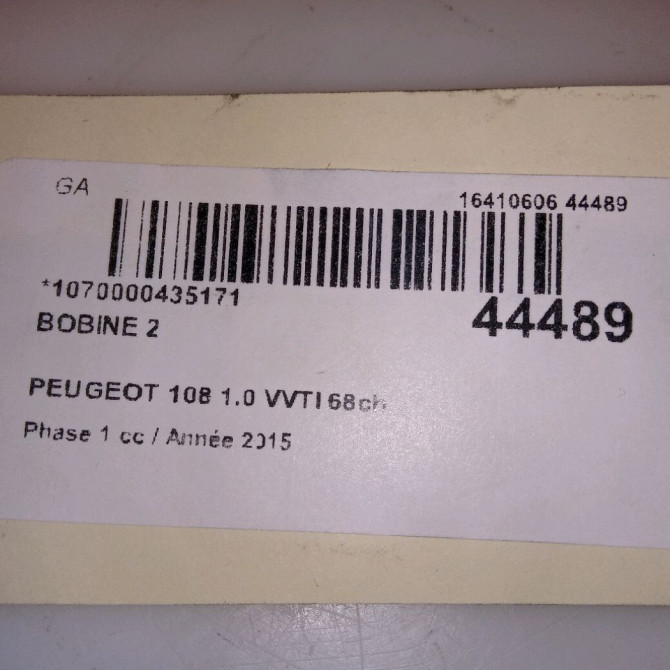 GA
16410606 44489
*1070000435171
44489
BOBINE 2
PEUGEOT 108 1.0 VVTI 68ch
Phase 1 cc / Année 2015